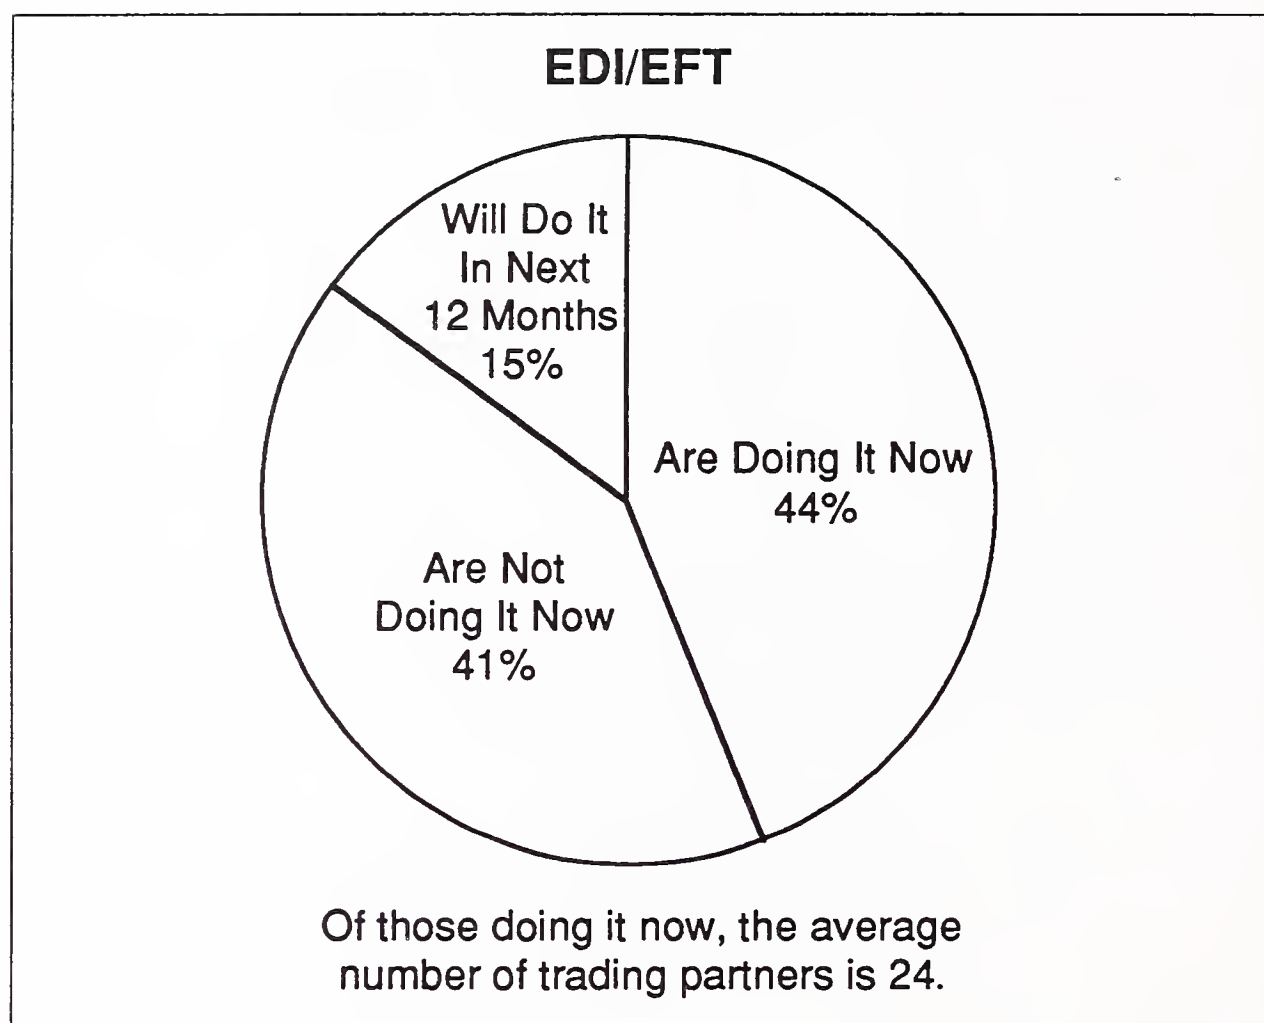 EDI/EFT
Will Do It
In Next
12 Months
15%
Are Doing It Now
44%
Are Not
Doing It Now
41%
Of those doing it now, the average
number of trading partners is 24.